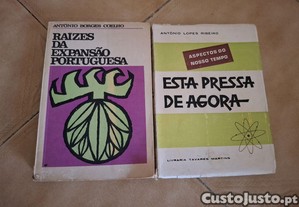 ANTÓNIO BORGES COELHO
RAIZES
DA
EXPANSÃO
PORTUGUESA
ANTÓNIO LOPES RIBEIRO
ASPECTOS DO
NOSSO TEMPO
ESTA PRESSA
DE AGORA
LIVRARIA TAVARES MARTINS
CustoJusto.pt